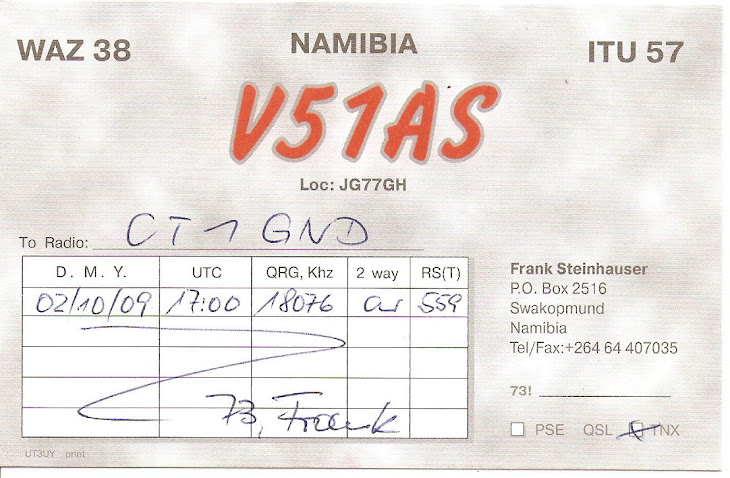 WAZ 38 NAMIBIA ITU 57
V51AS
Loc: JG77GH
To Radio: CT1GND
D. M. Y. UTC QRG, Khz 2 way RS(T)
02/10/09 17:00 18076 CW 559
73, Frank
Frank Steinhauser
P.O. Box 2516
Swakopmund
Namibia
Tel/Fax:+264 64 407035
73!
PSE QSL TNX
UT3UY print